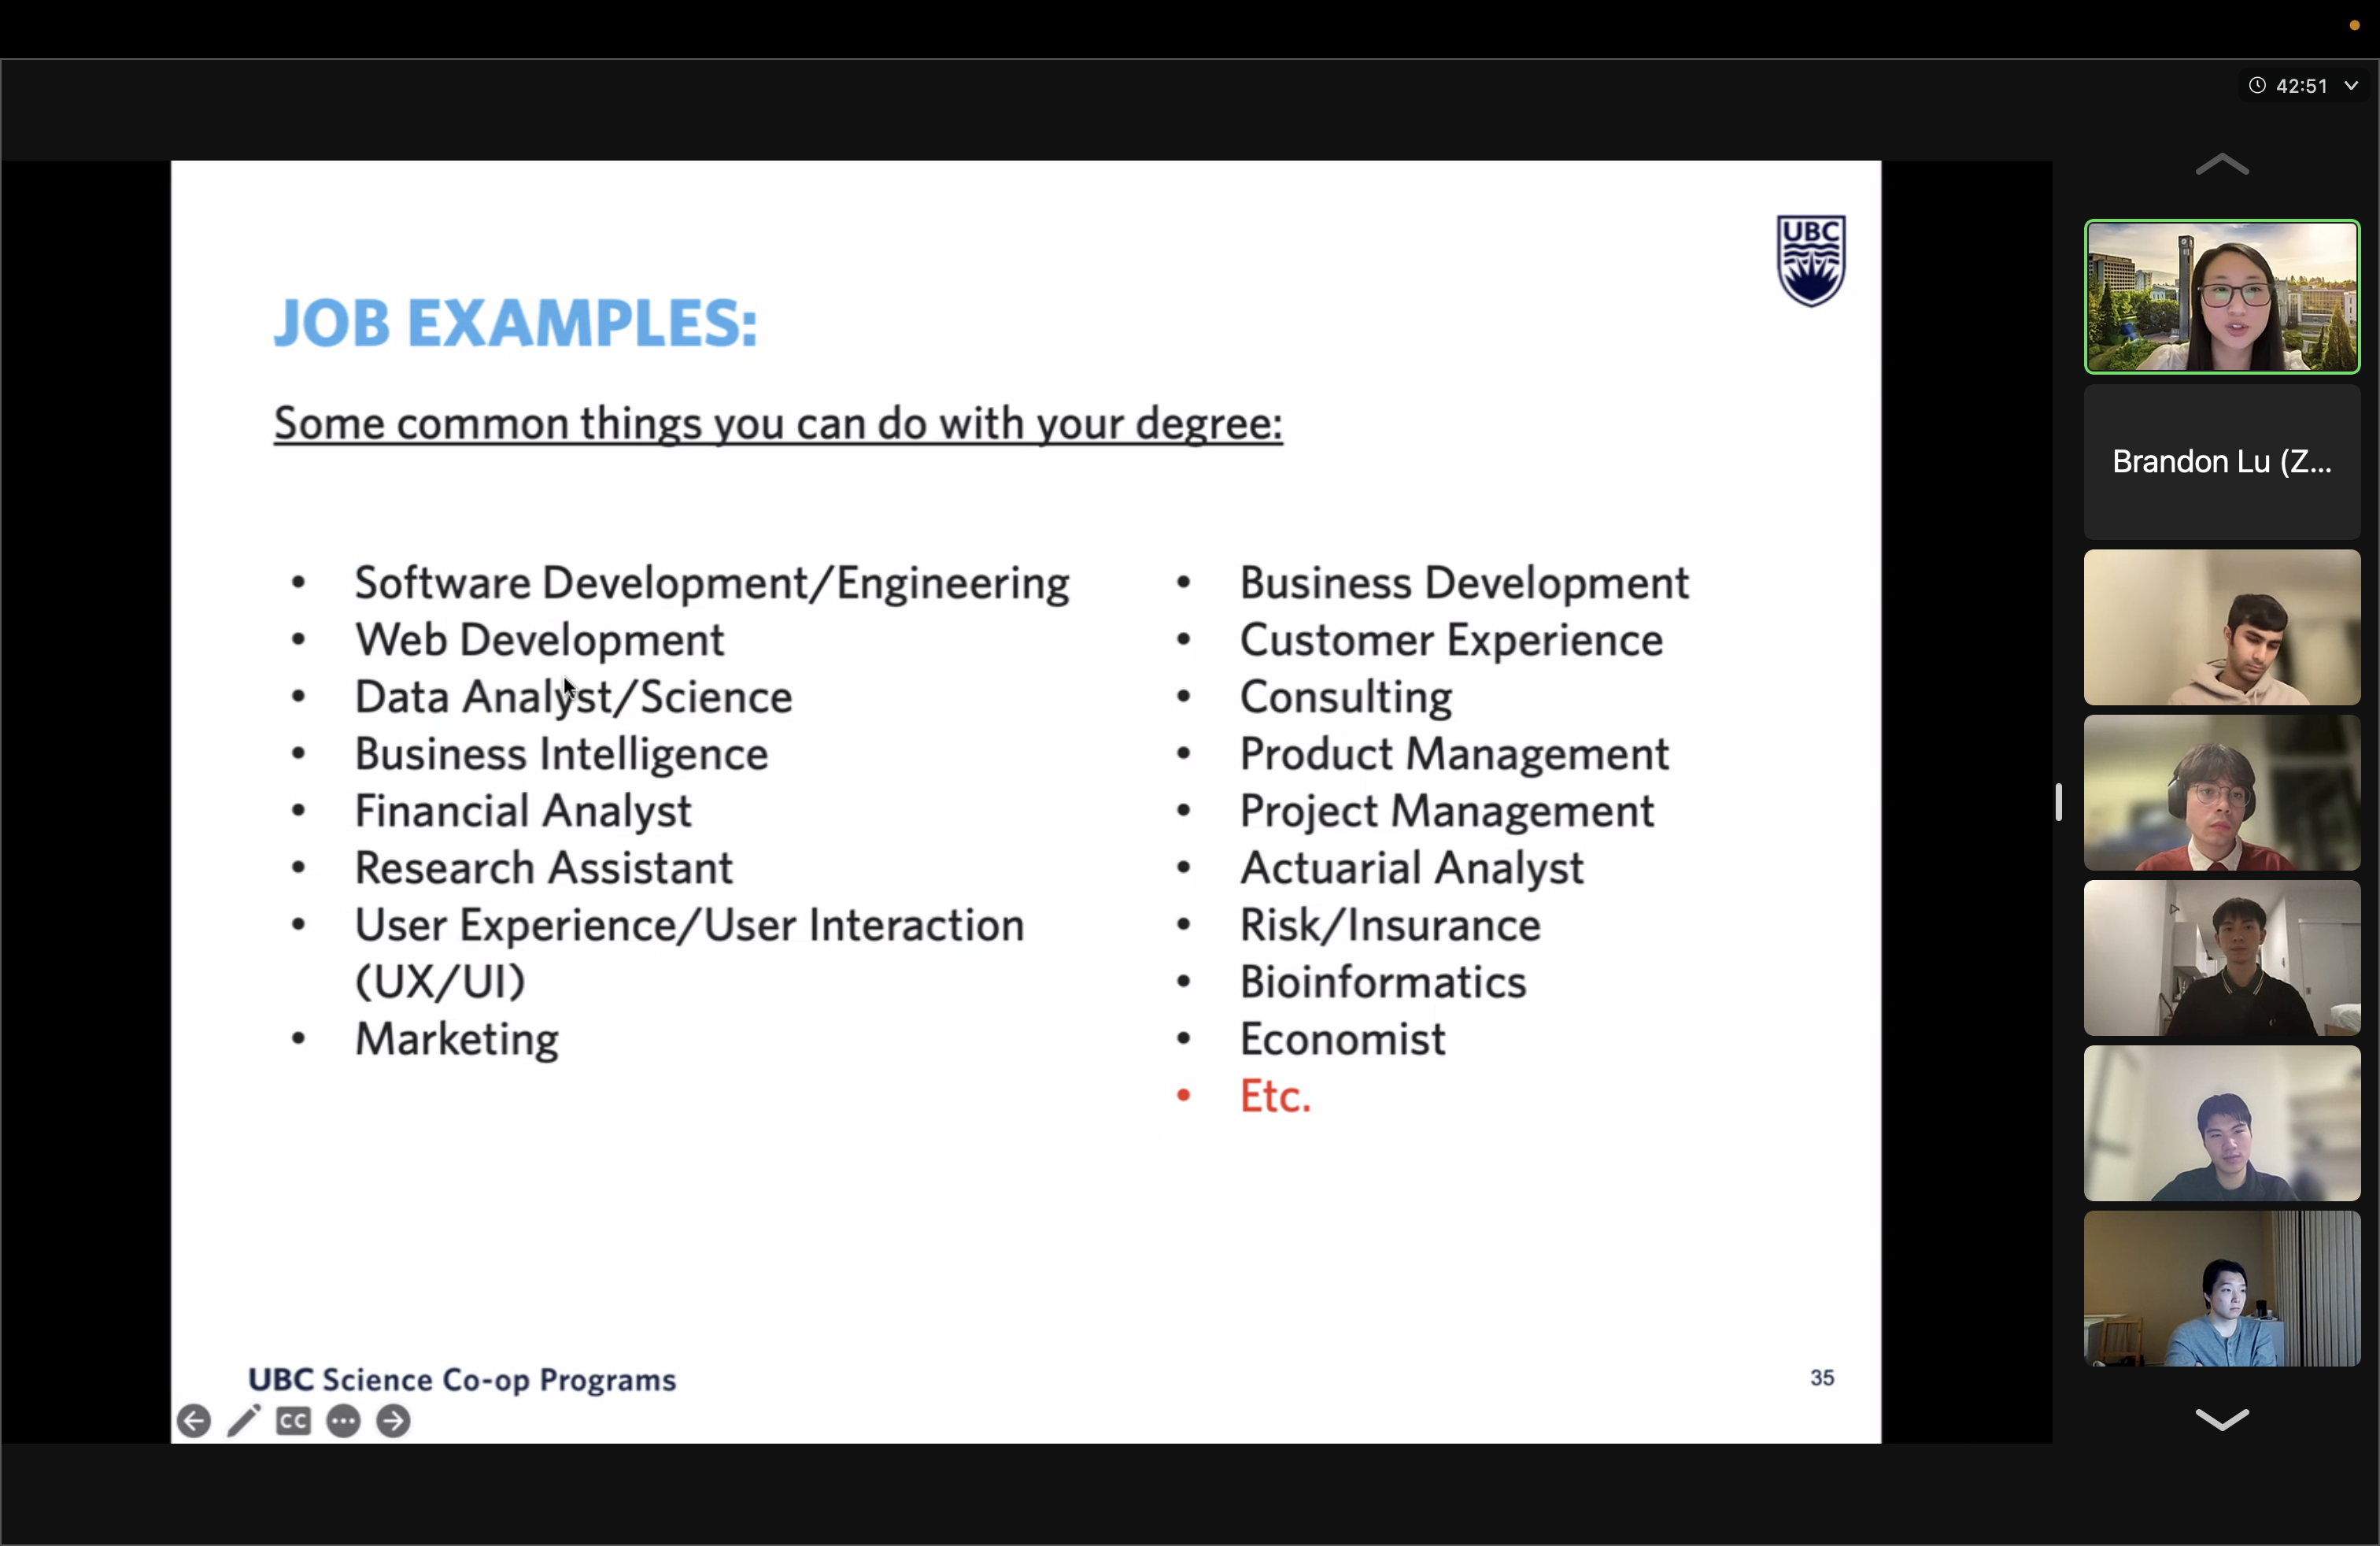 42:51
UBC
JOB EXAMPLES:
Some common things you can do with your degree:
• Software Development/Engineering
• Web Development
• Data Analyst/Science
• Business Intelligence
• Financial Analyst
• Research Assistant
• User Experience/User Interaction
(UX/UI)
• Marketing
• Business Development
• Customer Experience
• Consulting
• Product Management
• Project Management
• Actuarial Analyst
• Risk/Insurance
• Bioinformatics
• Economist
• Etc.
Brandon Lu (Z...
UBC Science Co-op Programs
35
CC